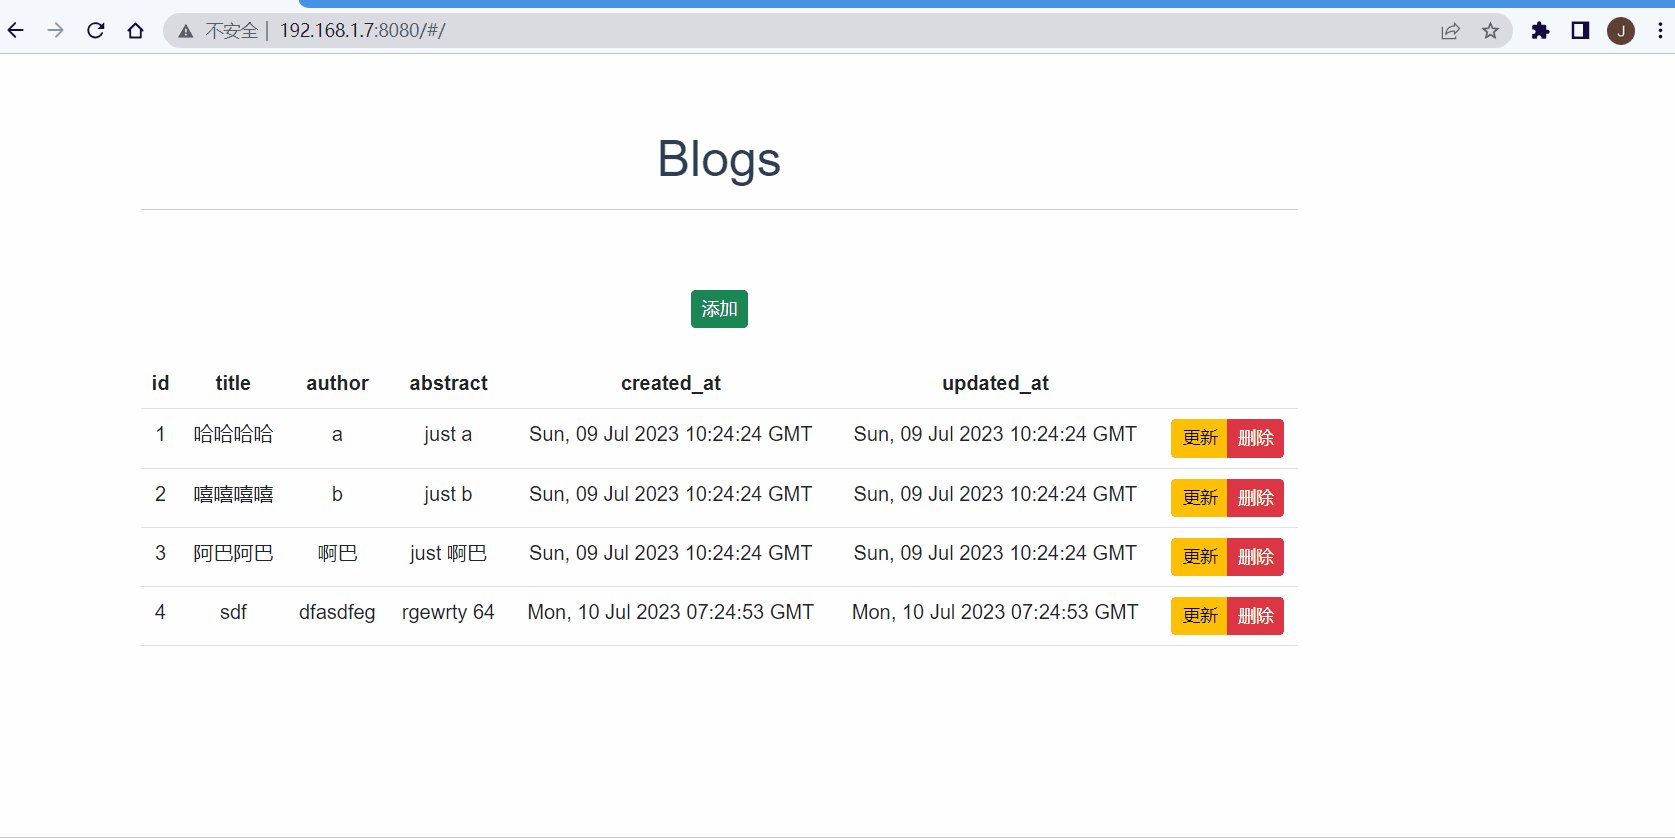 不安全 | 192.168.1.7:8080/#/
J
Blogs
添加
id title author abstract created_at updated_at
1 哈哈哈哈 a just a Sun, 09 Jul 2023 10:24:24 GMT Sun, 09 Jul 2023 10:24:24 GMT 更新 删除
2 嘻嘻嘻嘻 b just b Sun, 09 Jul 2023 10:24:24 GMT Sun, 09 Jul 2023 10:24:24 GMT 更新 删除
3 阿巴阿巴 啊巴 just 啊巴 Sun, 09 Jul 2023 10:24:24 GMT Sun, 09 Jul 2023 10:24:24 GMT 更新 删除
4 sdf dfasdfeg rgewrty 64 Mon, 10 Jul 2023 07:24:53 GMT Mon, 10 Jul 2023 07:24:53 GMT 更新 删除